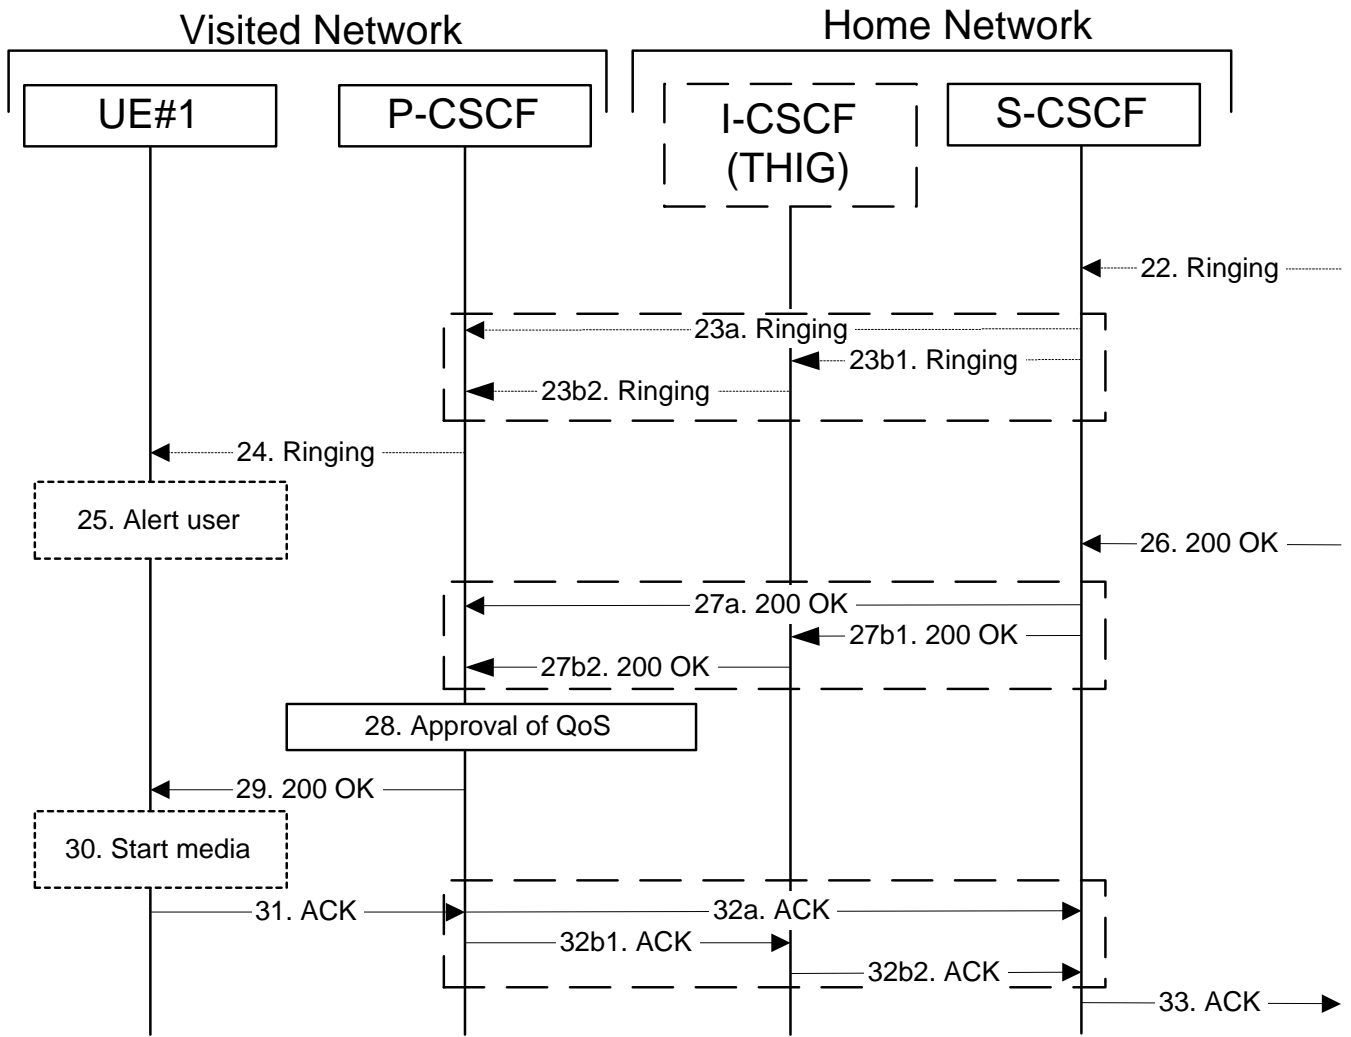 Visited Network
Home Network
UE#1
P-CSCF
I-CSCF
(THIG)
S-CSCF
22. Ringing
23a. Ringing
23b1. Ringing
23b2. Ringing
24. Ringing
25. Alert user
26. 200 OK
27a. 200 OK
27b1. 200 OK
27b2. 200 OK
28. Approval of QoS
29. 200 OK
30. Start media
31. ACK
32a. ACK
32b1. ACK
32b2. ACK
33. ACK